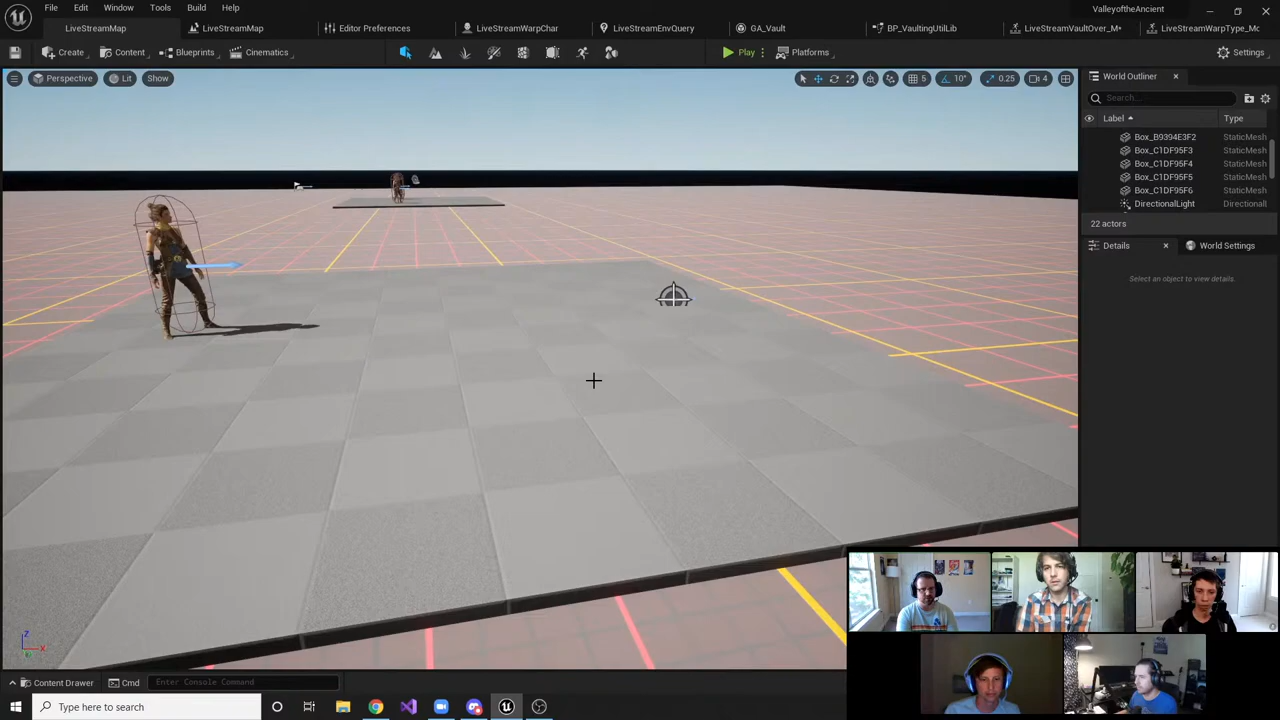 File Edit Window Tools Build Help
ValleyoftheAncient
LiveStreamMap LiveStreamMap Editor Preferences LiveStreamWarpChar LiveStreamEnvQuery GA_Vault BP_VaultingUtilLib LiveStreamVaultOver_M* LiveStreamWarpType_Mc
Create Content Blueprints Cinematics Play Platforms Settings
Perspective Lit Show 5 10° 0.25 4
World Outliner
Search...
Label Type
Box_B9394E3F2 StaticMesh
Box_C1DF95F3 StaticMesh
Box_C1DF95F4 StaticMesh
Box_C1DF95F5 StaticMesh
Box_C1DF95F6 StaticMesh
DirectionalLight Directional
22 actors
Details World Settings
Select an object to view details.
Z
X
Content Drawer Cmd Enter Console Command
Type here to search